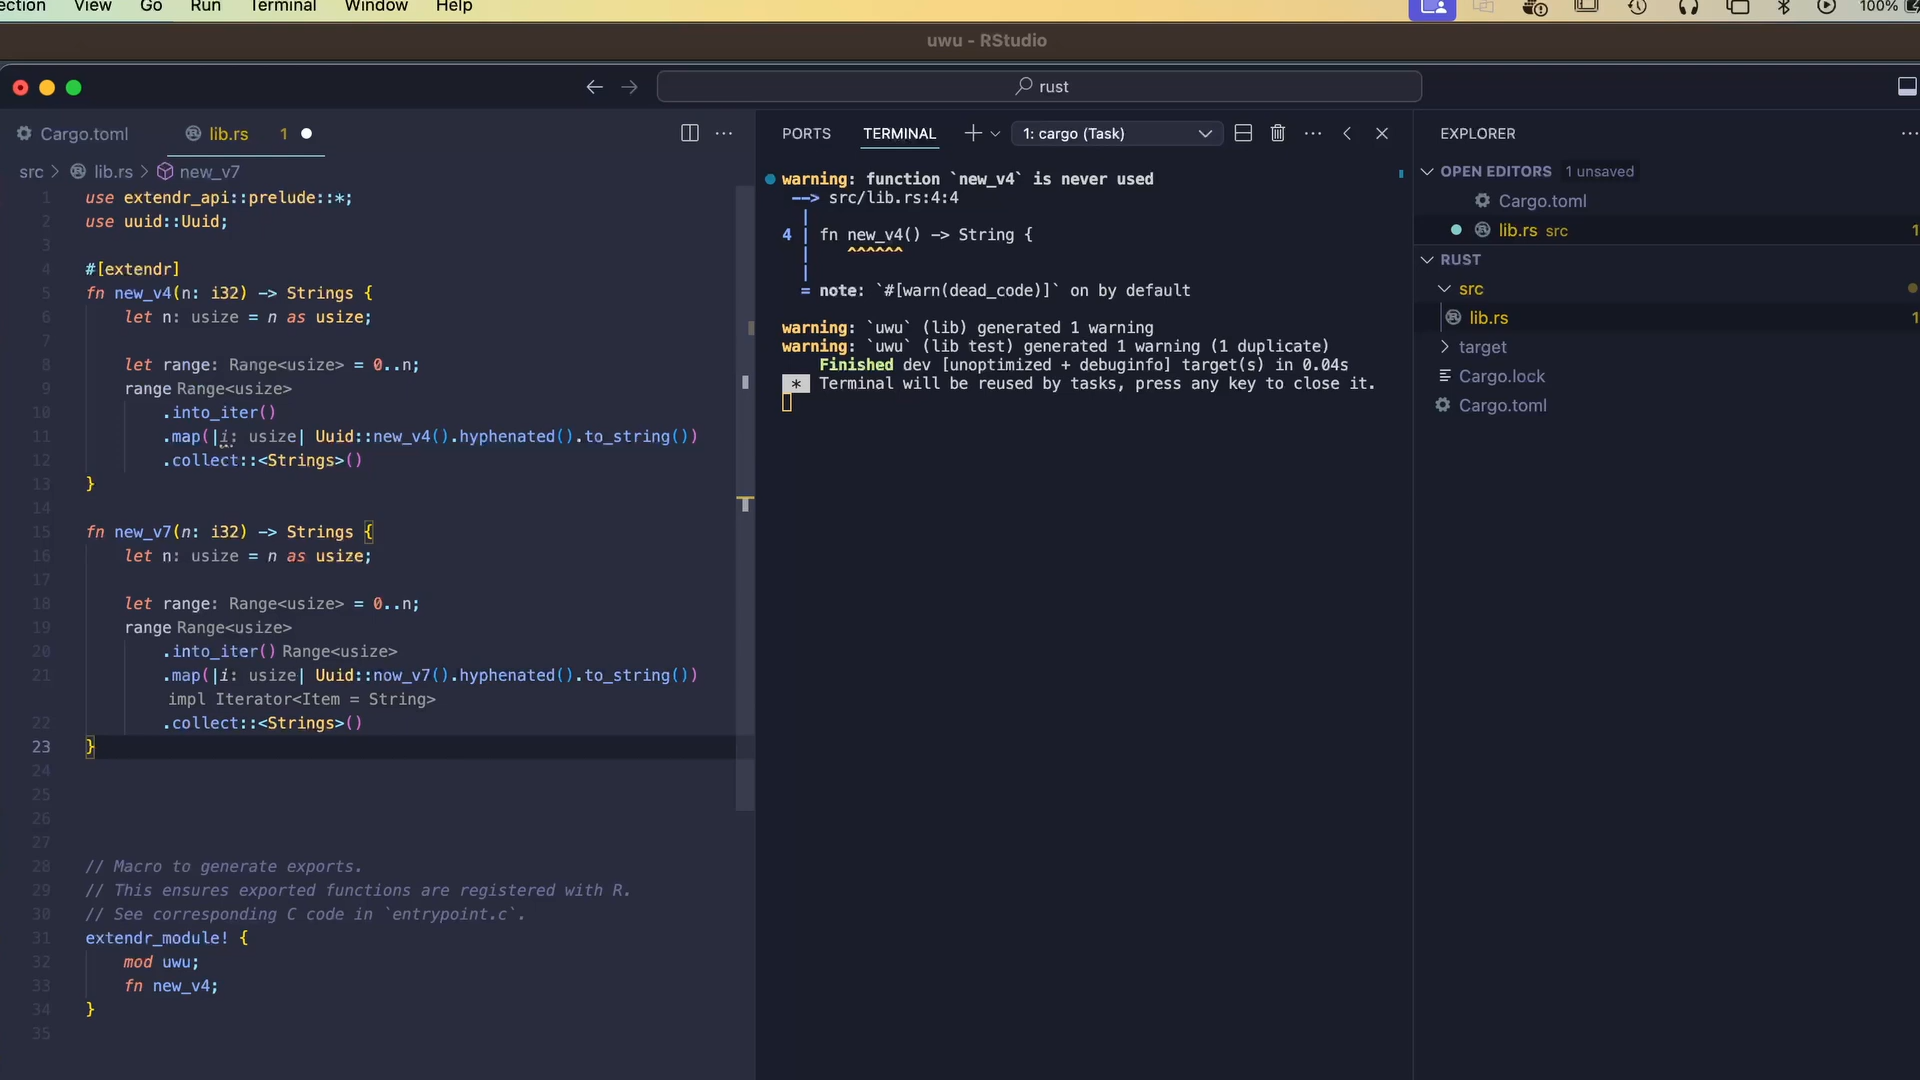 ection View Go Run Terminal Window Help 100%
uwu - RStudio
rust
Cargo.toml lib.rs 1
src lib.rs new_v7
1 use extendr_api::prelude::*;
2 use uuid::Uuid;
3
4 #[extendr]
5 fn new_v4(n: i32) -> Strings {
6 let n: usize = n as usize;
7
8 let range: Range<usize> = 0..n;
9 range Range<usize>
10 .into_iter()
11 .map(|i: usize| Uuid::new_v4().hyphenated().to_string())
12 .collect::<Strings>()
13 }
14
15 fn new_v7(n: i32) -> Strings {
16 let n: usize = n as usize;
17
18 let range: Range<usize> = 0..n;
19 range Range<usize>
20 .into_iter() Range<usize>
21 .map(|i: usize| Uuid::now_v7().hyphenated().to_string())
impl Iterator<Item = String>
22 .collect::<Strings>()
23 }
24
25
26
27
28 // Macro to generate exports.
29 // This ensures exported functions are registered with R.
30 // See corresponding C code in `entrypoint.c`.
31 extendr_module! {
32 mod uwu;
33 fn new_v4;
34 }
35
PORTS TERMINAL 1: cargo (Task)
warning: function `new_v4` is never used
--> src/lib.rs:4:4
|
4 | fn new_v4() -> String {
| ^^^^^^
|
= note: `#[warn(dead_code)]` on by default
warning: `uwu` (lib) generated 1 warning
warning: `uwu` (lib test) generated 1 warning (1 duplicate)
Finished dev [unoptimized + debuginfo] target(s) in 0.04s
* Terminal will be reused by tasks, press any key to close it.
EXPLORER
OPEN EDITORS 1 unsaved
Cargo.toml
lib.rs src 1
RUST
src
lib.rs 1
target
Cargo.lock
Cargo.toml